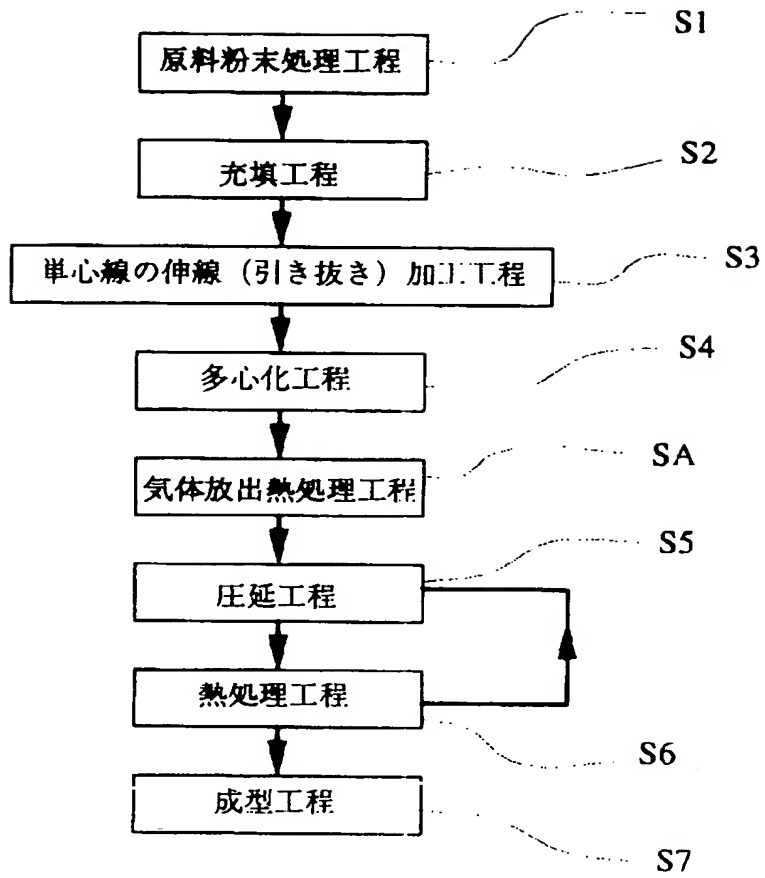 S1
原料粉末処理工程
S2
充填工程
S3
単心線の伸線（引き抜き）加工工程
S4
多心化工程
SA
気体放出熱処理工程
S5
圧延工程
熱処理工程
S6
成型工程
S7